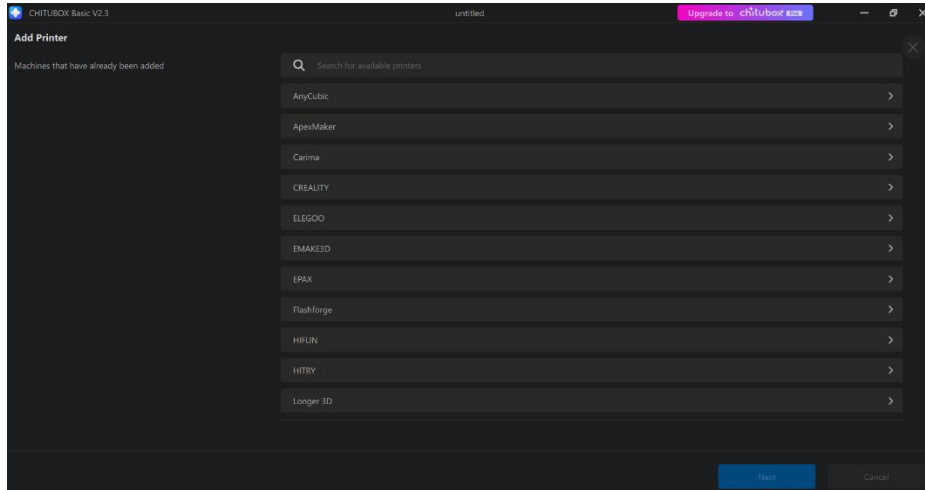 CHITUBOX Basic V2.3
untitled
Upgrade to chitubox PRO
Add Printer
Machines that have already been added
Search for available printers
AnyCubic
ApexMaker
Carima
CREALITY
ELEGOO
EMAKE3D
EPAX
Flashforge
HIFUN
HITRY
Longer 3D
Next
Cancel